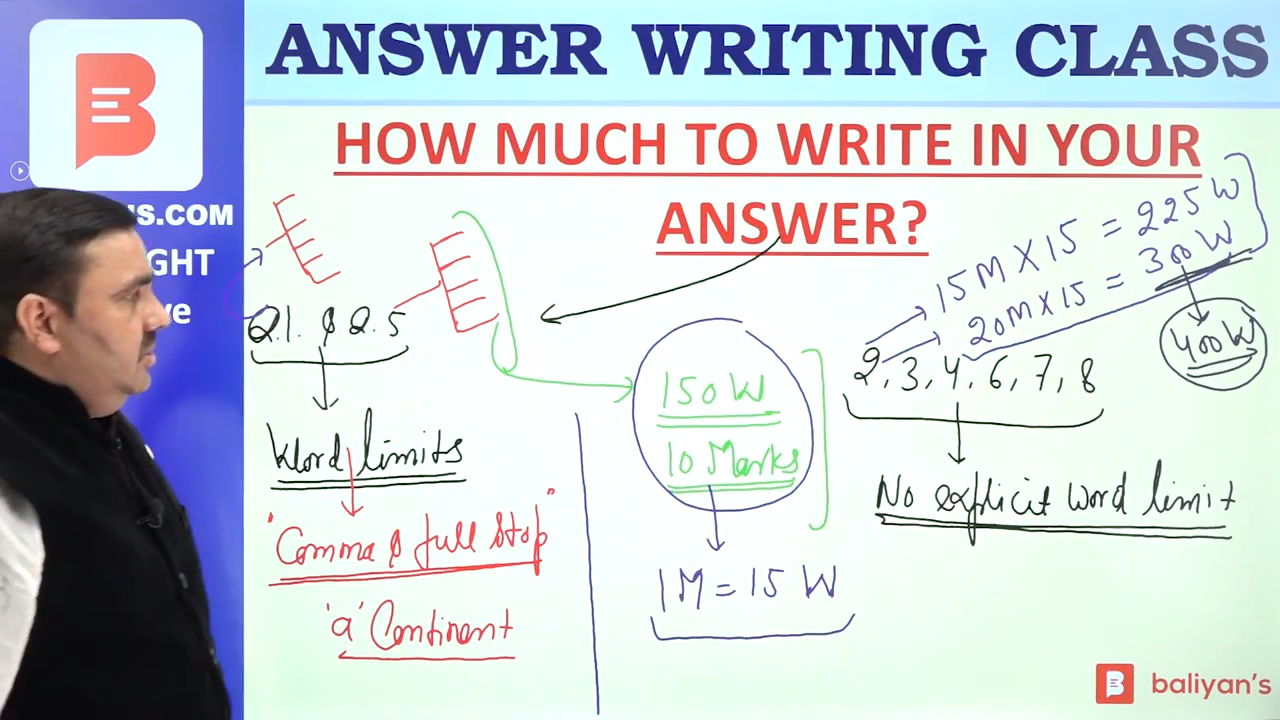 ANSWER WRITING CLASS
HOW MUCH TO WRITE IN YOUR
ANSWER?
B
S.COM
GHT
ve
Q1. & Q.5
Word limits
"Comma & full Stop"
'a' Continent
150 W
10 Marks
1M = 15 W
15M X 15 = 225 W
20M X 15 = 300 W
400 W
2, 3, 4, 6, 7, 8
No explicit word limit
B baliyan's